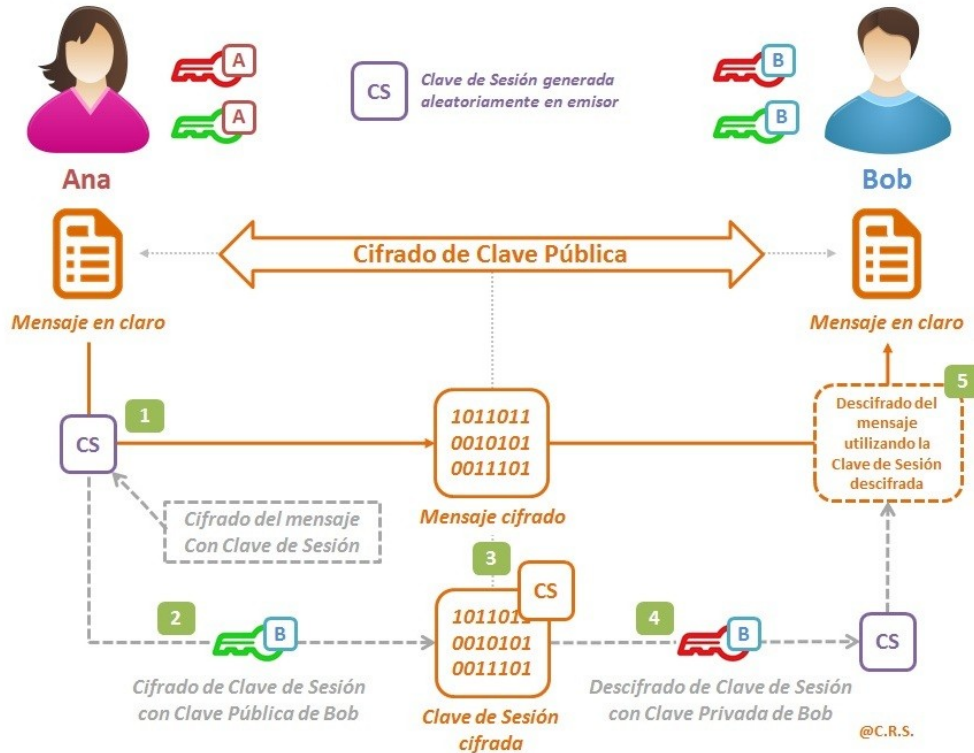 A
A
CS
Clave de Sesión generada
aleatoriamente en emisor
B
B
Ana
Bob
Cifrado de Clave Pública
Mensaje en claro
Mensaje en claro
1
CS
1011011
0010101
0011101
Mensaje cifrado
5
Descifrado del
mensaje
utilizando la
Clave de Sesión
descifrada
Cifrado del mensaje
Con Clave de Sesión
3
CS
2
B
101101
0010101
0011101
4
B
CS
Cifrado de Clave de Sesión
con Clave Pública de Bob
Clave de Sesión
cifrada
Descifrado de Clave de Sesión
con Clave Privada de Bob
@C.R.S.